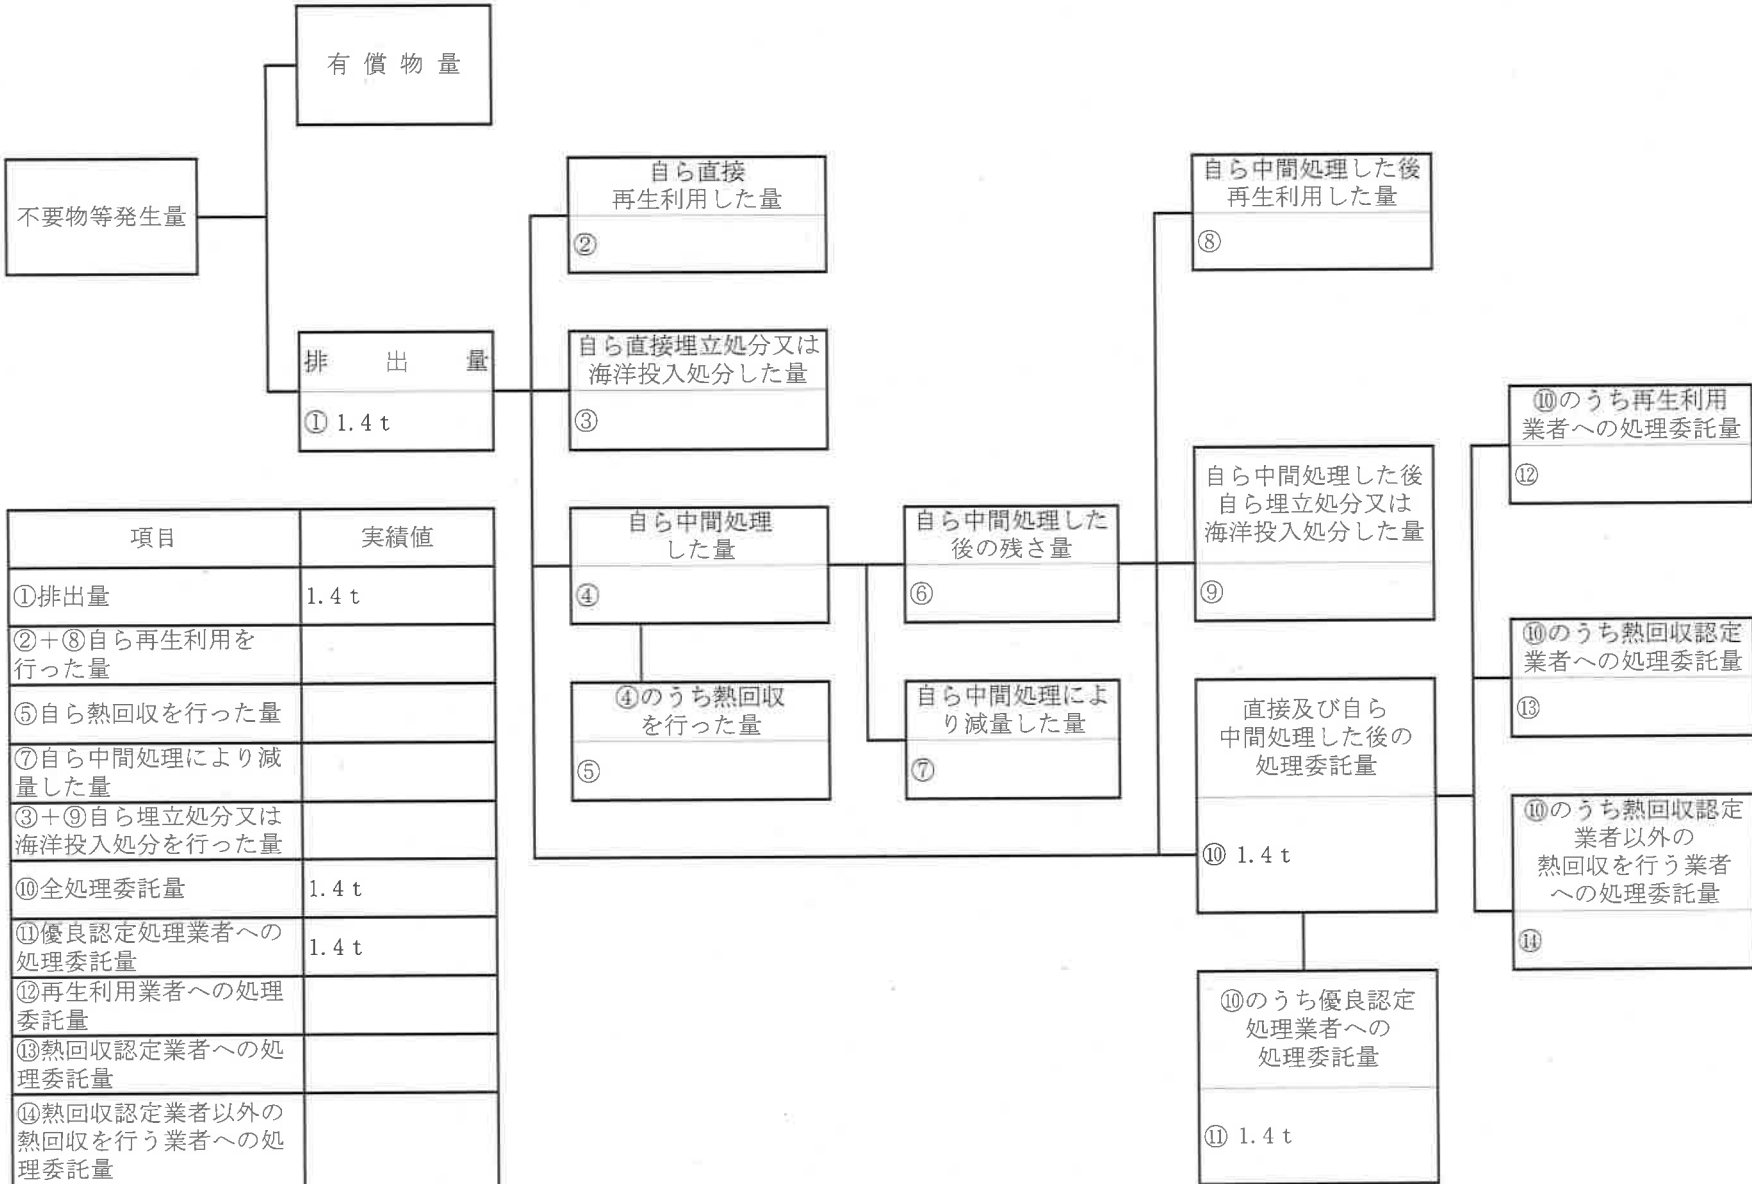 有償物量
不要物等発生量
排出量
① 1.4 t
自ら直接
再生利用した量
②
自ら直接埋立処分又は
海洋投入処分した量
③
自ら中間処理
した量
④
④のうち熱回収
を行った量
⑤
自ら中間処理した
後の残さ量
⑥
自ら中間処理によ
り減量した量
⑦
自ら中間処理した後
再生利用した量
⑧
自ら中間処理した後
自ら埋立処分又は
海洋投入処分した量
⑨
直接及び自ら
中間処理した後の
処理委託量
⑩ 1.4 t
⑩のうち優良認定
処理業者への
処理委託量
⑪ 1.4 t
⑩のうち再生利用
業者への処理委託量
⑫
⑩のうち熱回収認定
業者への処理委託量
⑬
⑩のうち熱回収認定
業者以外の
熱回収を行う業者
への処理委託量
⑭
項目 実績値
①排出量 1.4 t
②+⑧自ら再生利用を
行った量
⑤自ら熱回収を行った量
⑦自ら中間処理により減
量した量
③+⑨自ら埋立処分又は
海洋投入処分を行った量
⑩全処理委託量 1.4 t
⑪優良認定処理業者への
処理委託量 1.4 t
⑫再生利用業者への処理
委託量
⑬熱回収認定業者への処
理委託量
⑭熱回収認定業者以外の
熱回収を行う業者への処
理委託量